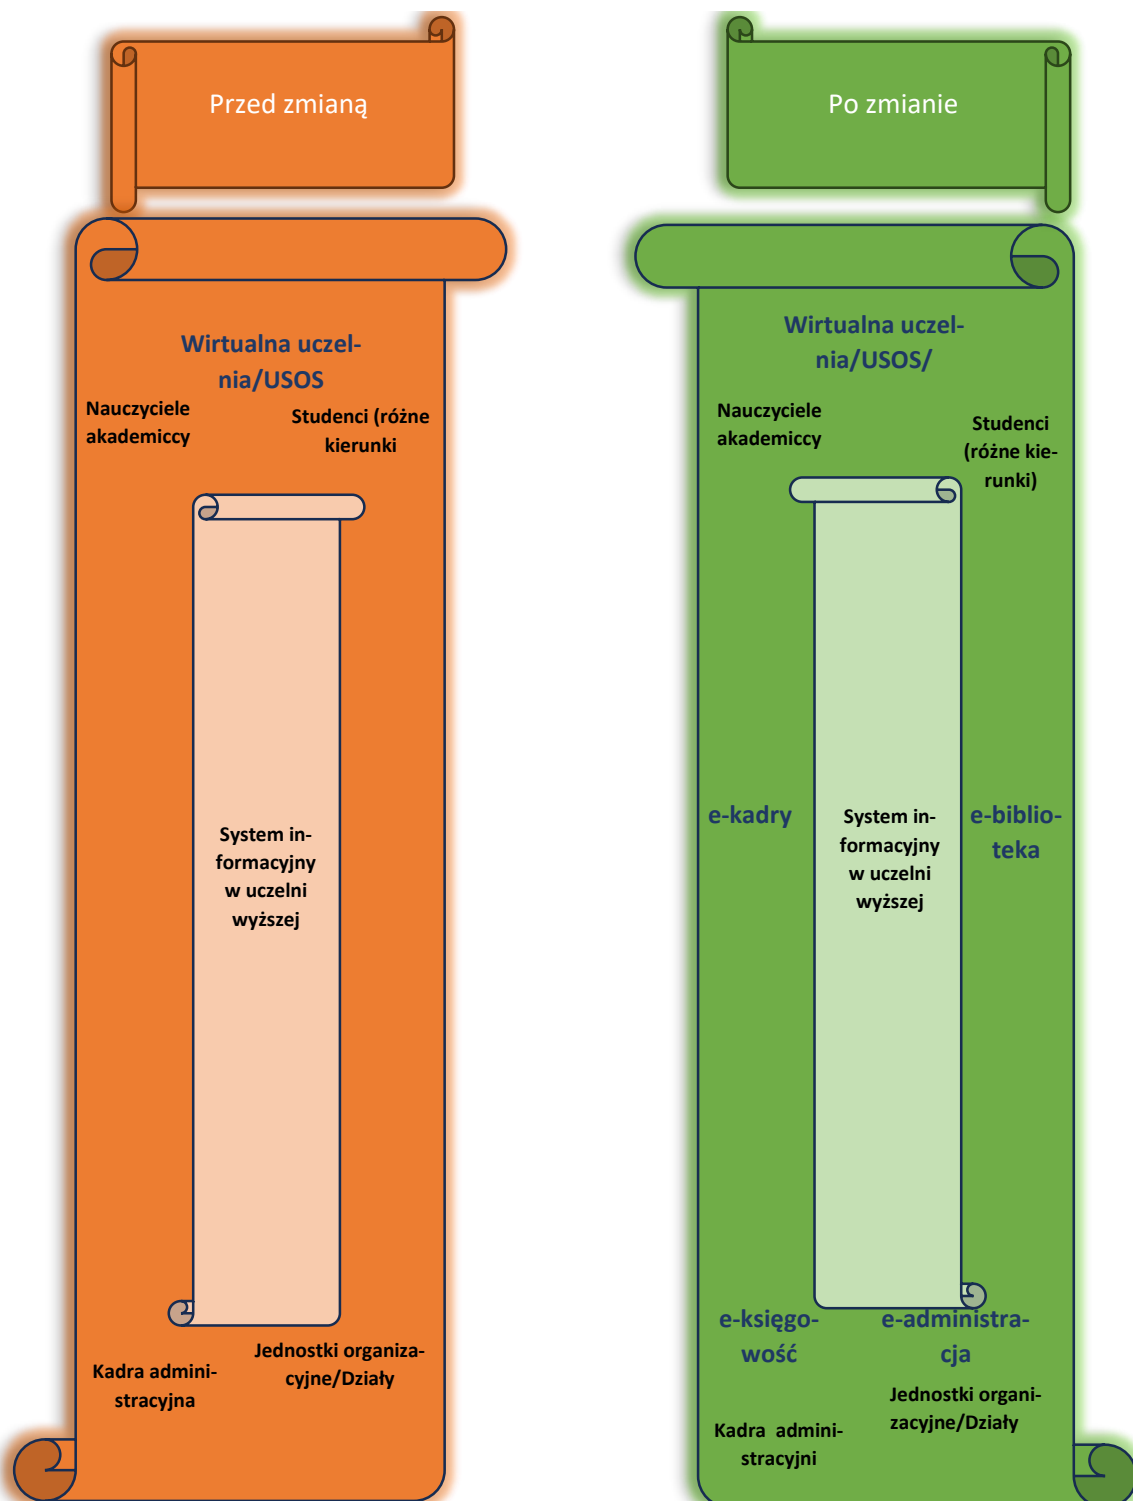 Przed zmianą
Wirtualna uczel-
nia/USOS
Nauczyciele
akademiccy
Studenci (różne
kierunki
System in-
formacyjny
w uczelni
wyższej
Kadra admini-
stracyjna
Jednostki organiza-
cyjne/Działy
Po zmianie
Wirtualna uczel-
nia/USOS/
Nauczyciele
akademiccy
Studenci
(różne kie-
runki)
e-kadry
System in-
formacyjny
w uczelni
wyższej
e-biblio-
teka
e-księgo-
wość
e-administra-
cja
Kadra  admini-
stracyjni
Jednostki organi-
zacyjne/Działy